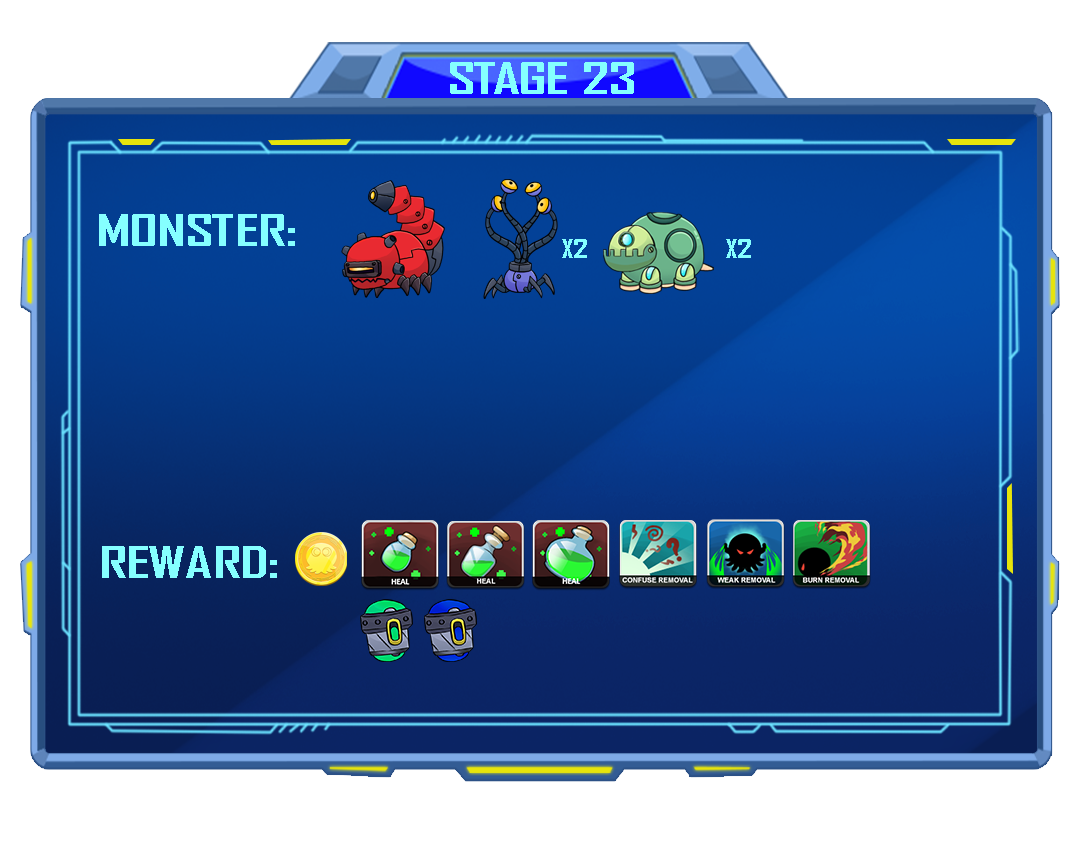 STAGE 23
MONSTER:
X2
X2
REWARD:
HEAL
HEAL
HEAL
CONFUSE REMOVAL
WEAK REMOVAL
BURN REMOVAL